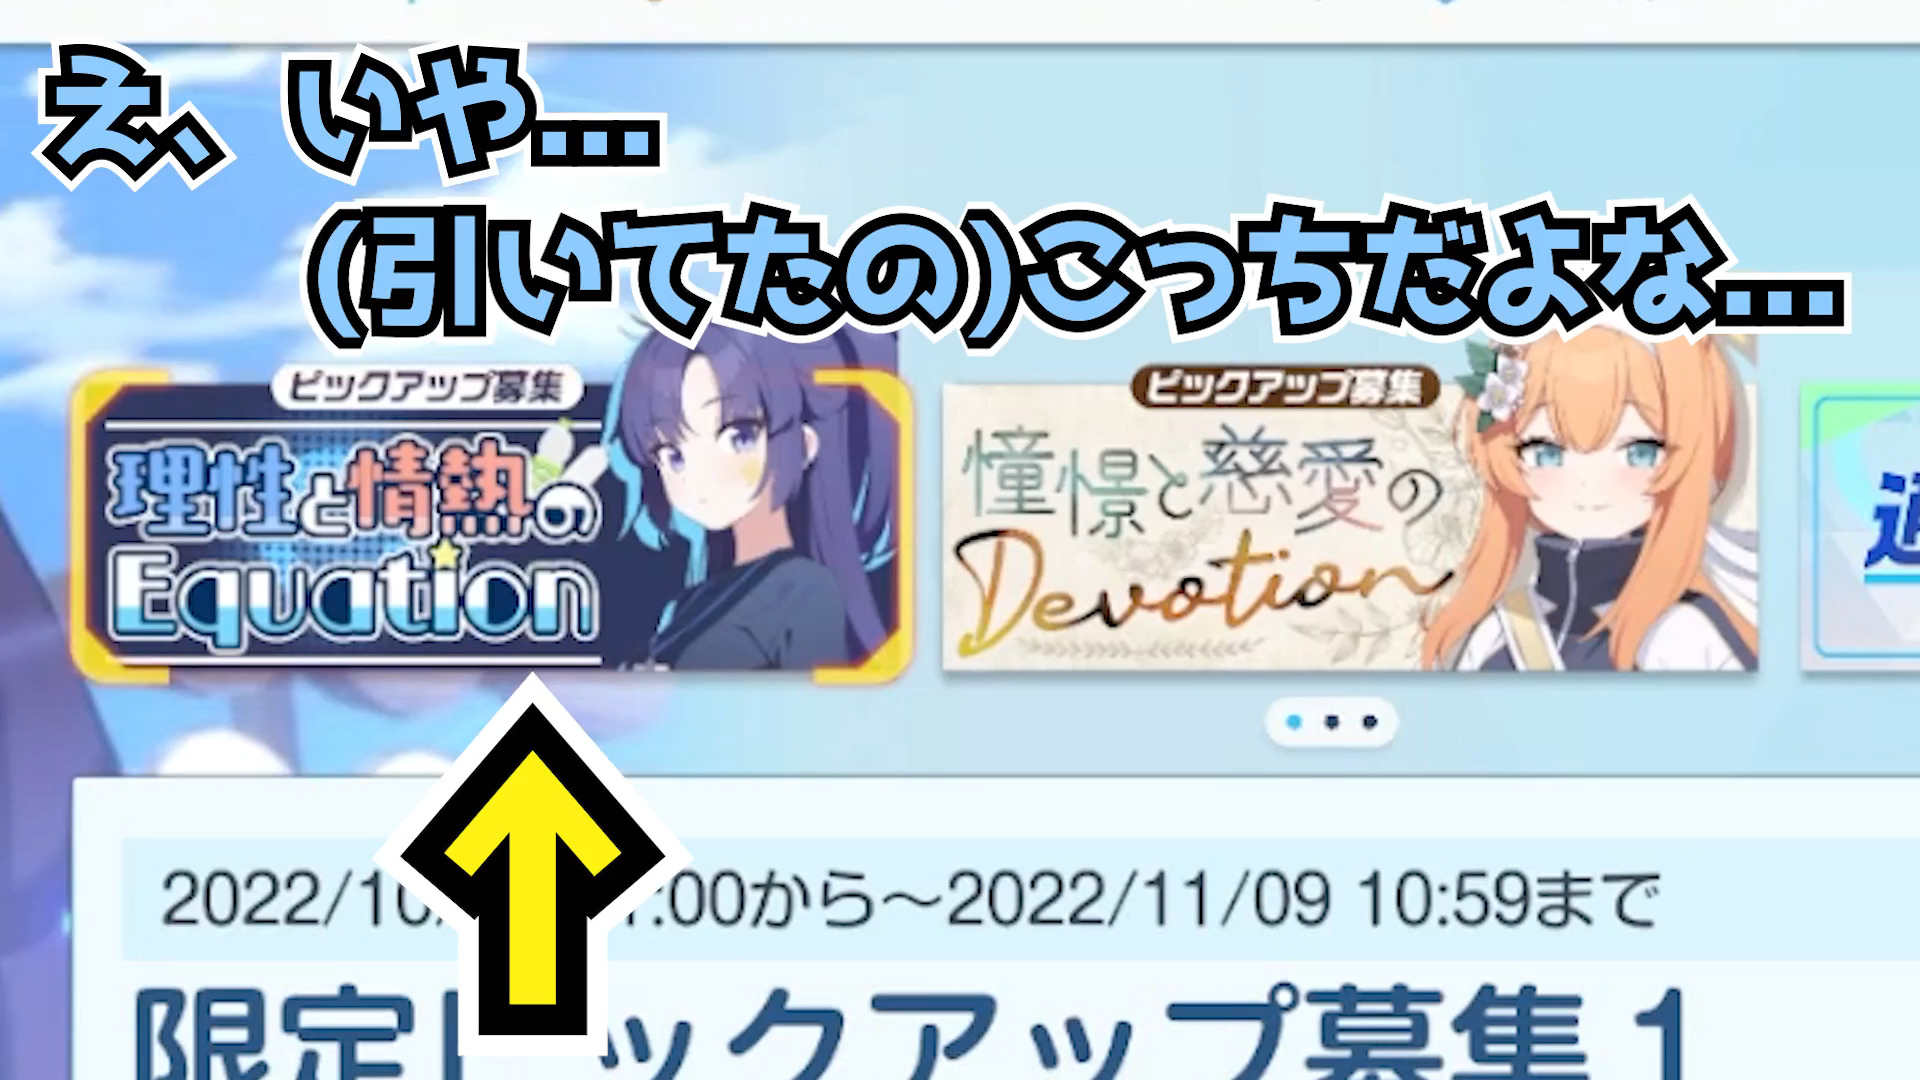 え、いや...
(引いてたの)こっちだよな...
ピックアップ募集
理性と情熱の
Equation
ピックアップ募集
憧憬と慈愛の
Devotion
2022/10 :00から～2022/11/09 10:59まで
限定ピックアップ募集1